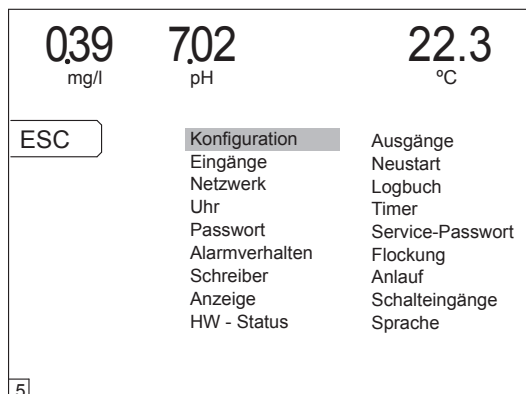 0.39 7.02 22.3
mg/l pH ºC
ESC
Konfiguration
Eingänge
Netzwerk
Uhr
Passwort
Alarmverhalten
Schreiber
Anzeige
HW - Status
Ausgänge
Neustart
Logbuch
Timer
Service-Passwort
Flockung
Anlauf
Schalteingänge
Sprache
5